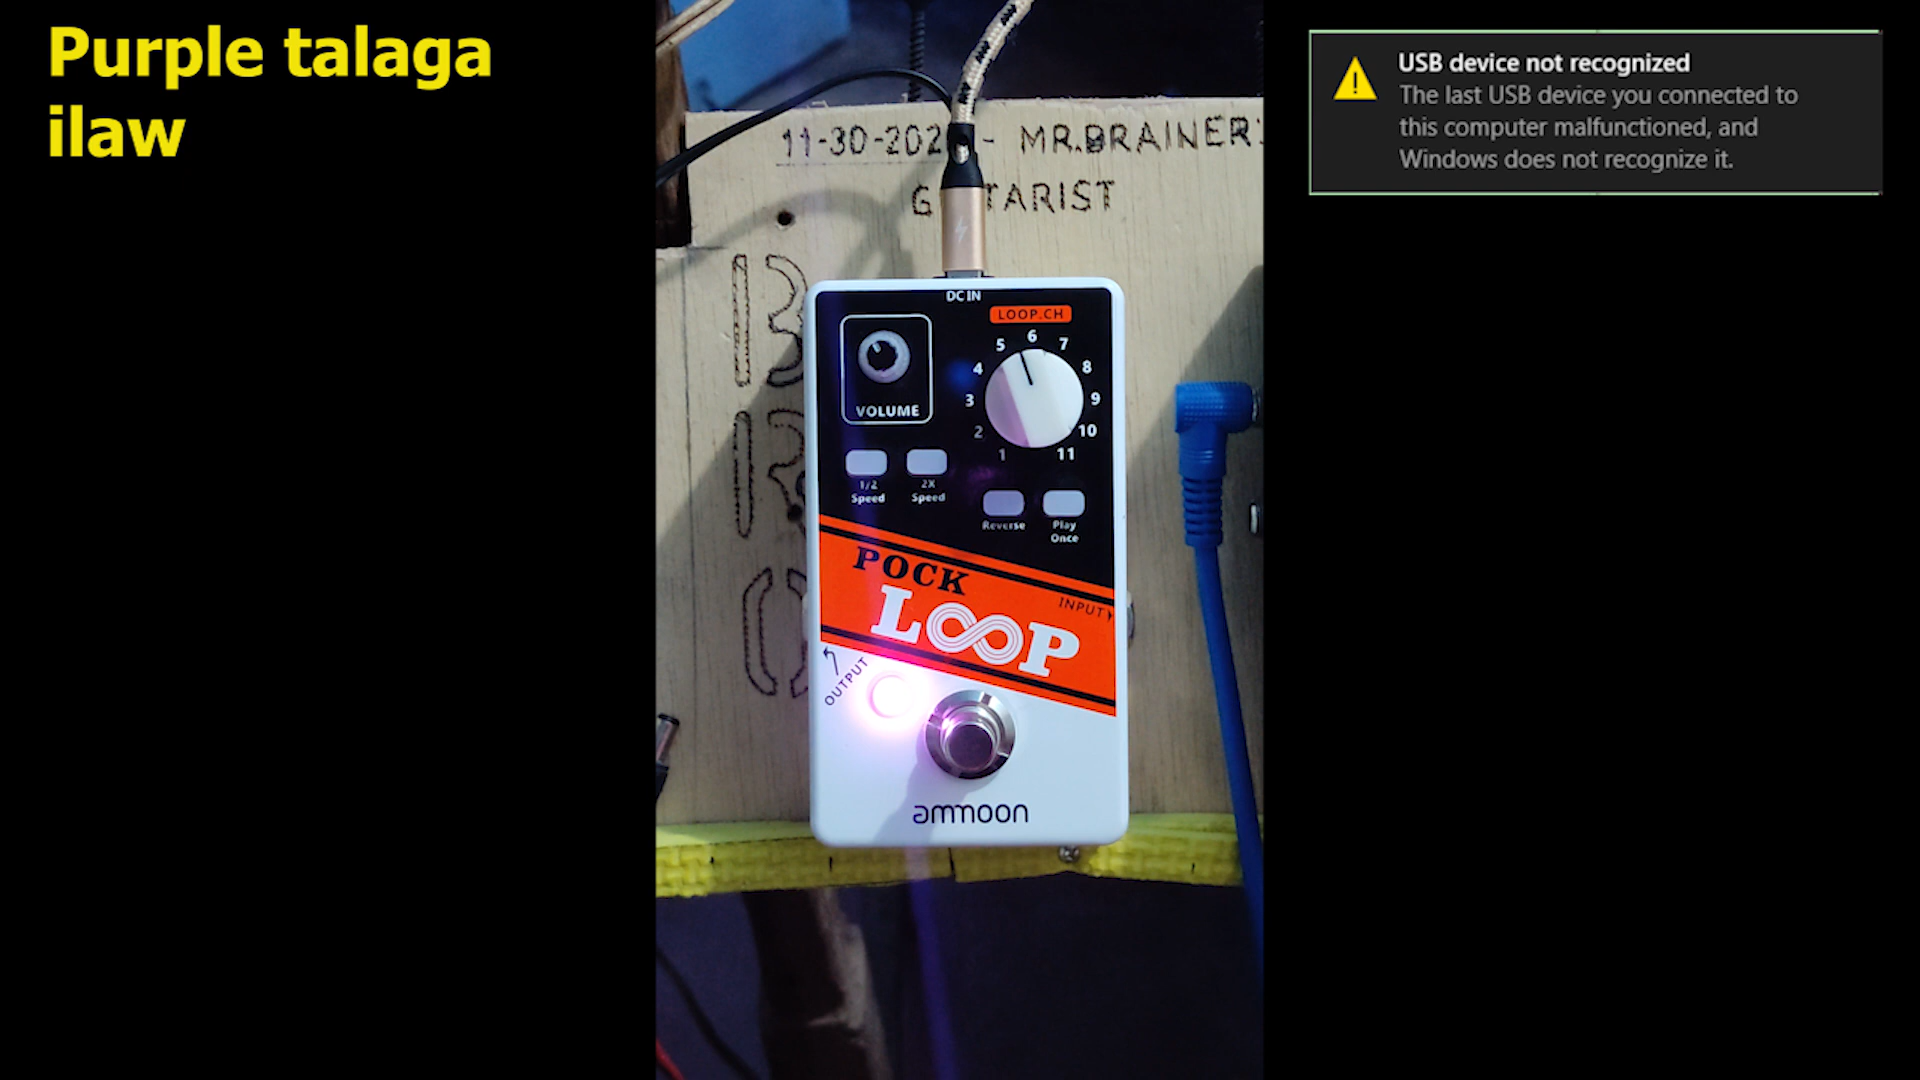 Purple talaga
ilaw
USB device not recognized
The last USB device you connected to
this computer malfunctioned, and
Windows does not recognize it.
11-30-202 - MR.BRAINER
G TARIST
13
12
DC IN
LOOP.CH
5 6 7
4 8
3 9
2 10
1 11
VOLUME
1/2
Speed
2X
Speed
Reverse
Play
Once
POCK
LOOP
INPUT
OUTPUT
ammoon